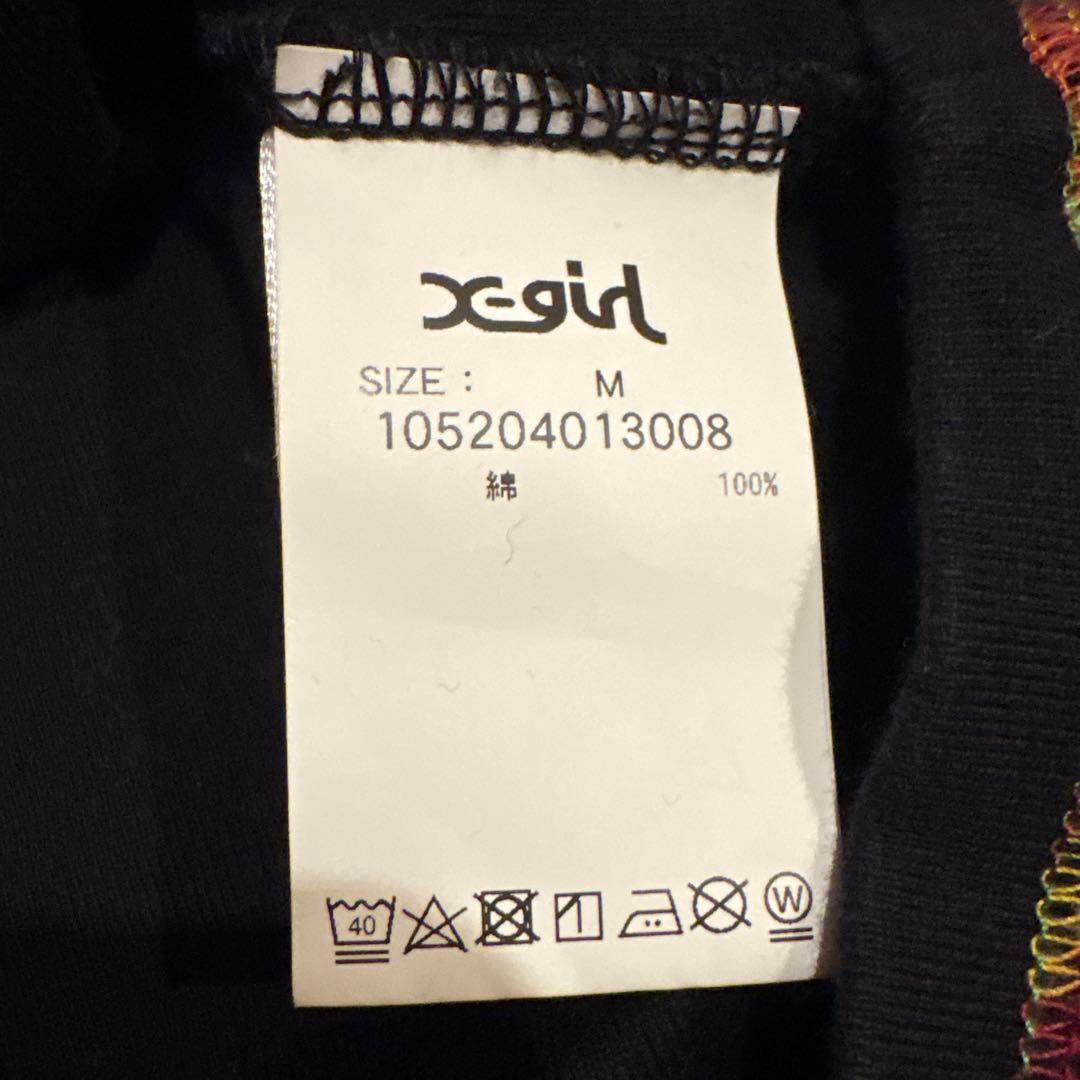 X-girl
SIZE : M
105204013008
綿 100%
40 W